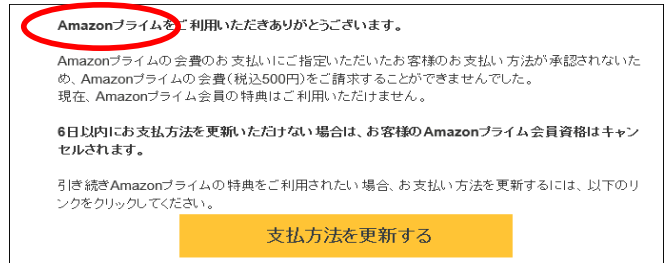 Amazonプライムをご利用いただきありがとうございます。
Amazonプライムの会費のお支払いにご指定いただいたお客様のお支払い方法が承認されないた
め、Amazonプライムの会費(税込500円)をご請求することができませんでした。
現在、Amazonプライム会員の特典はご利用いただけません。
6日以内にお支払方法を更新いただけない場合は、お客様のAmazonプライム会員資格はキャン
セルされます。
引き続きAmazonプライムの特典をご利用されたい場合、お支払い方法を更新するには、以下のリ
ンクをクリックしてください。
支払方法を更新する